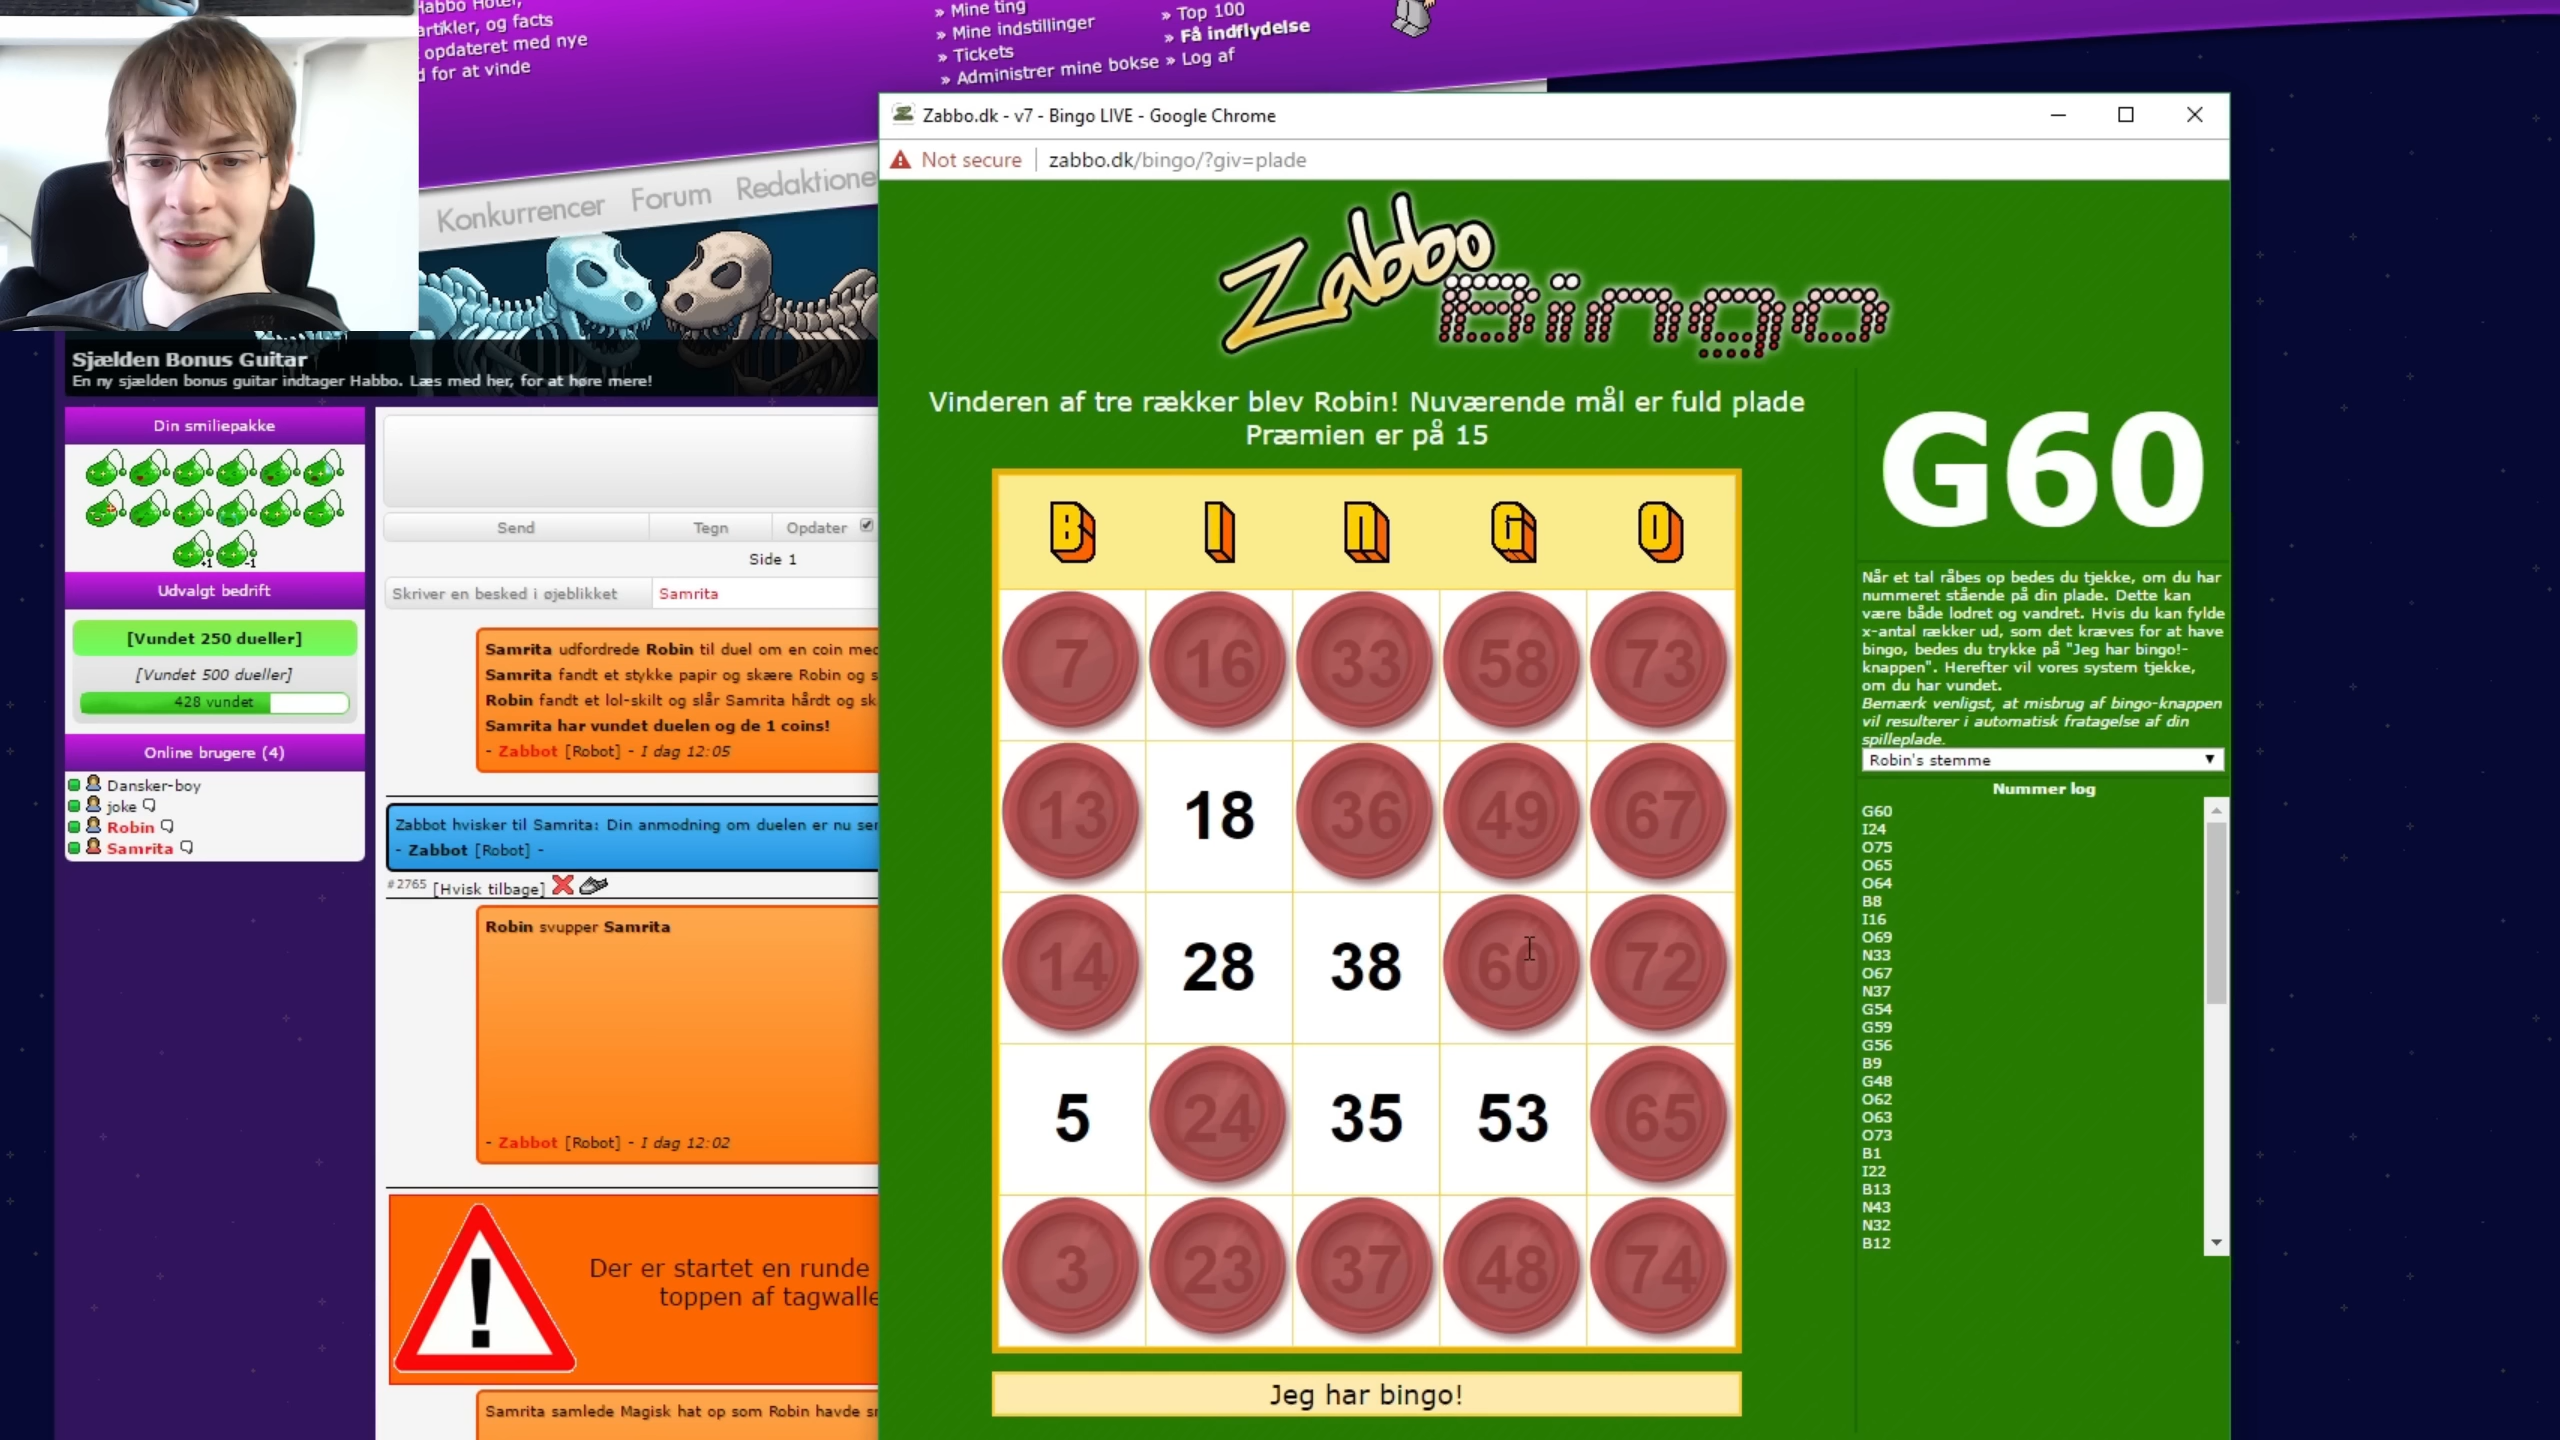 Habbo Hotel,
artikler, og facts
opdateret med nye
d for at vinde
» Mine ting
» Mine indstillinger
» Tickets
» Administrer mine bokse
» Top 100
» Få indflydelse
» Log af
Konkurrencer Forum Redaktione
Sjælden Bonus Guitar
En ny sjælden bonus guitar indtager Habbo. Læs med her, for at høre mere!
Din smiliepakke
+1 -1
Udvalgt bedrift
[Vundet 250 dueller]
[Vundet 500 dueller]
428 vundet
Online brugere (4)
Dansker-boy
joke
Robin
Samrita
Send Tegn Opdater
Side 1
Skriver en besked i øjeblikket Samrita
Samrita udfordrede Robin til duel om en coin med
Samrita fandt et stykke papir og skære Robin og s
Robin fandt et lol-skilt og slår Samrita hårdt og sk
Samrita har vundet duelen og de 1 coins!
- Zabbot [Robot] - I dag 12:05
Zabbot hvisker til Samrita: Din anmodning om duelen er nu ser
- Zabbot [Robot] -
#2765 [Hvisk tilbage]
Robin svupper Samrita
- Zabbot [Robot] - I dag 12:02
Der er startet en runde
toppen af tagwalle
Samrita samlede Magisk hat op som Robin havde sm
Zabbo.dk - v7 - Bingo LIVE - Google Chrome
Not secure zabbo.dk/bingo/?giv=plade
Zabbo Bingo
Vinderen af tre rækker blev Robin! Nuværende mål er fuld plade
Præmien er på 15
B I N G O
7 16 33 58 73
13 18 36 49 67
14 28 38 60 72
5 24 35 53 65
3 23 37 48 74
Jeg har bingo!
G60
Når et tal råbes op bedes du tjekke, om du har
nummeret stående på din plade. Dette kan
være både lodret og vandret. Hvis du kan fylde
x-antal rækker ud, som det kræves for at have
bingo, bedes du trykke på "Jeg har bingo!-
knappen". Herefter vil vores system tjekke,
om du har vundet.
Bemærk venligst, at misbrug af bingo-knappen
vil resulterer i automatisk fratagelse af din
spilleplade.
Robin's stemme
Nummer log
G60
I24
O75
O65
O64
B8
I16
O69
N33
O67
N37
G54
G59
G56
B9
G48
O62
O63
O73
B1
I22
B13
N43
N32
B12